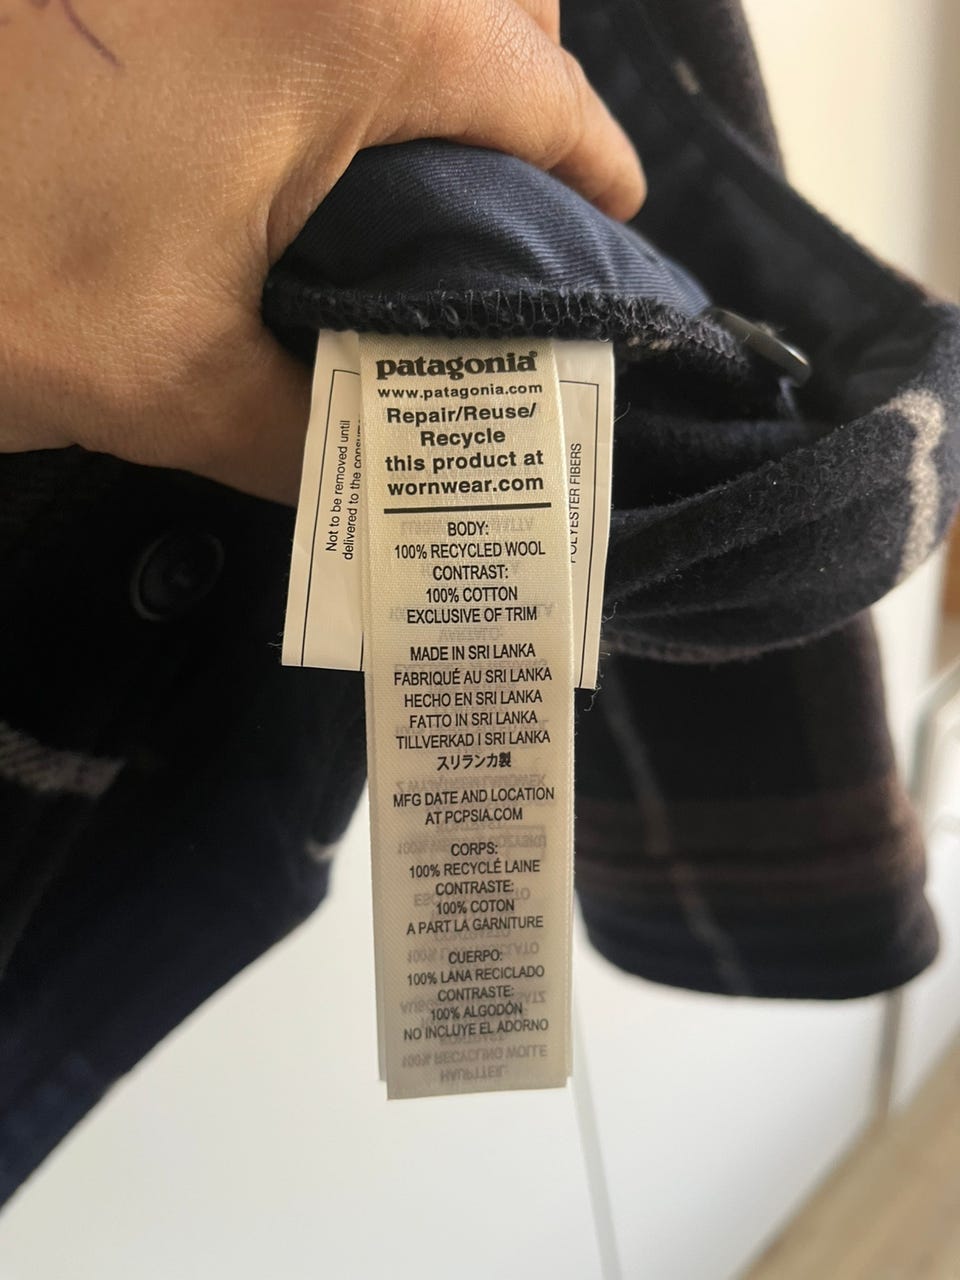 patagonia®
www.patagonia.com
Repair/Reuse/
Recycle
this product at
wornwear.com
BODY:
100% RECYCLED WOOL
CONTRAST:
100% COTTON
EXCLUSIVE OF TRIM
MADE IN SRI LANKA
FABRIQUÉ AU SRI LANKA
HECHO EN SRI LANKA
FATTO IN SRI LANKA
TILLVERKAD I SRI LANKA
スリランカ製
MFG DATE AND LOCATION
AT PCPSIA.COM
CORPS:
100% RECYCLÉ LAINE
CONTRASTE:
100% COTON
A PART LA GARNITURE
CUERPO:
100% LANA RECICLADO
CONTRASTE:
100% ALGODÓN
NO INCLUYE EL ADORNO
Not to be removed until
delivered to the
POLYESTER FIBERS